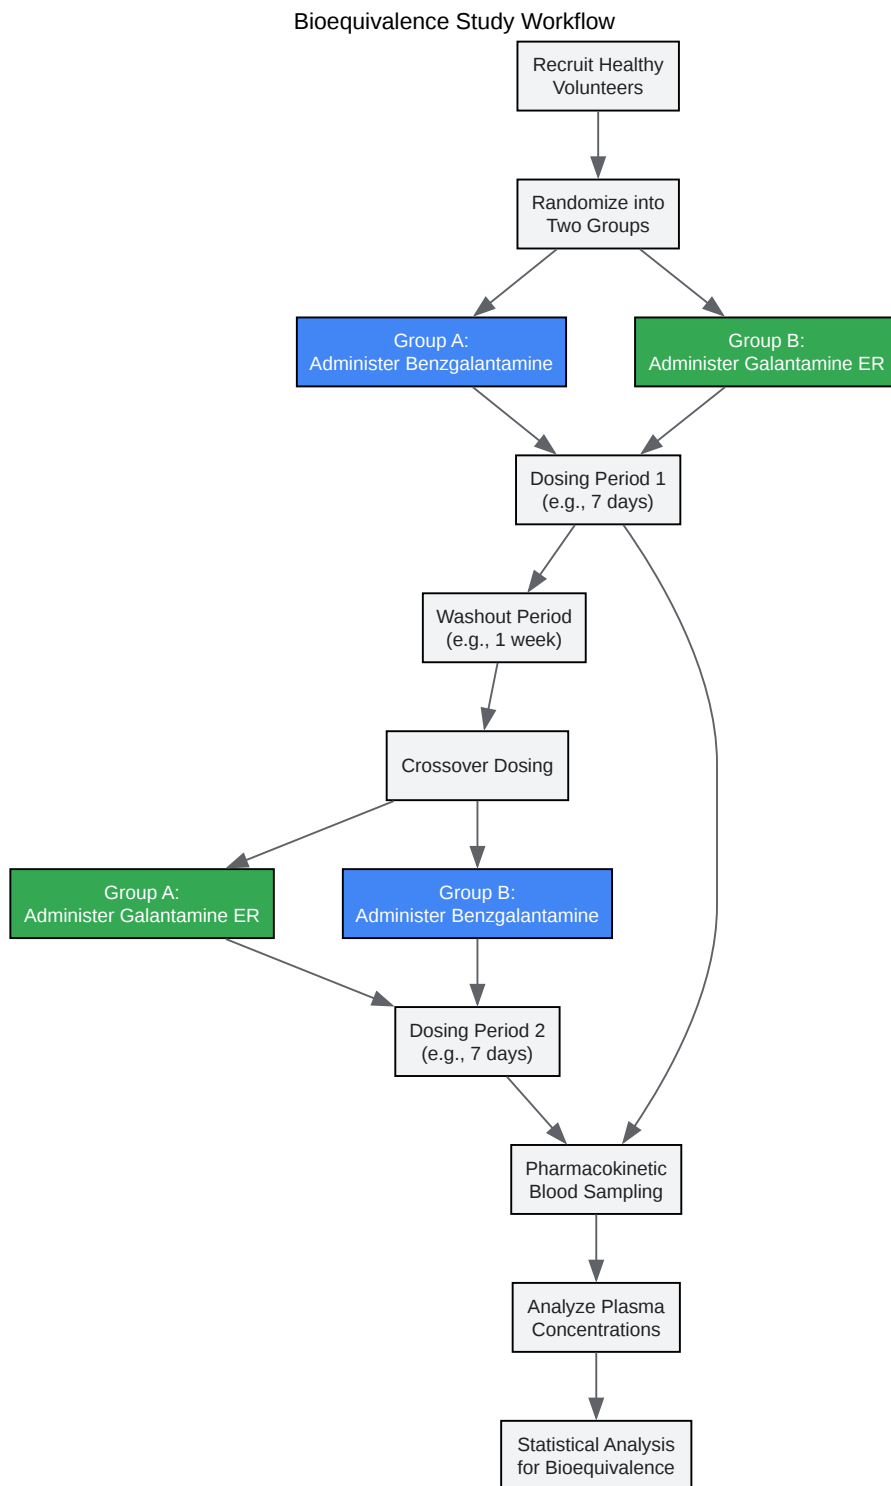 Bioequivalence Study Workflow
Recruit Healthy
Volunteers
Randomize into
Two Groups
Group A:
Administer Benzgalantamine
Group B:
Administer Galantamine ER
Dosing Period 1
(e.g., 7 days)
Washout Period
(e.g., 1 week)
Crossover Dosing
Group A:
Administer Galantamine ER
Group B:
Administer Benzgalantamine
Dosing Period 2
(e.g., 7 days)
Pharmacokinetic
Blood Sampling
Analyze Plasma
Concentrations
Statistical Analysis
for Bioequivalence